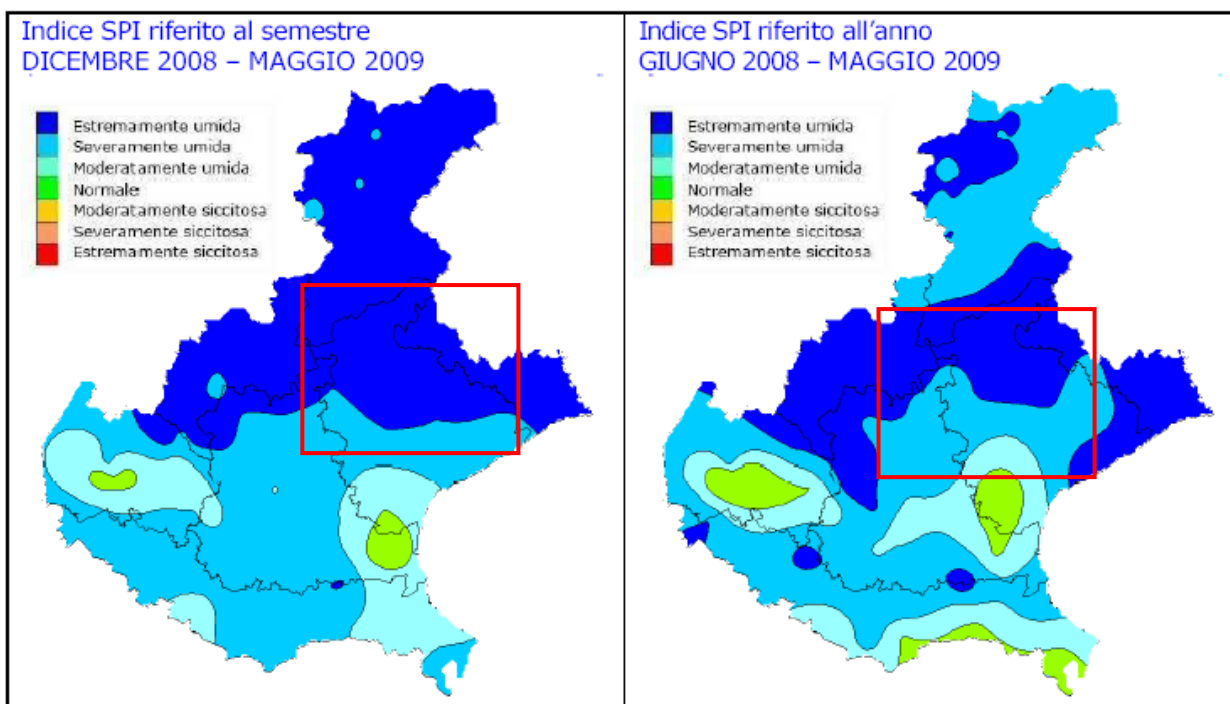 Indice SPI riferito al semestre
DICEMBRE 2008 – MAGGIO 2009
Estremamente umida
Severamente umida
Moderatamente umida
Normale
Moderatamente siccitosa
Severamente siccitosa
Estremamente siccitosa
Indice SPI riferito all'anno
GIUGNO 2008 – MAGGIO 2009
Estremamente umida
Severamente umida
Moderatamente umida
Normale
Moderatamente siccitosa
Severamente siccitosa
Estremamente siccitosa